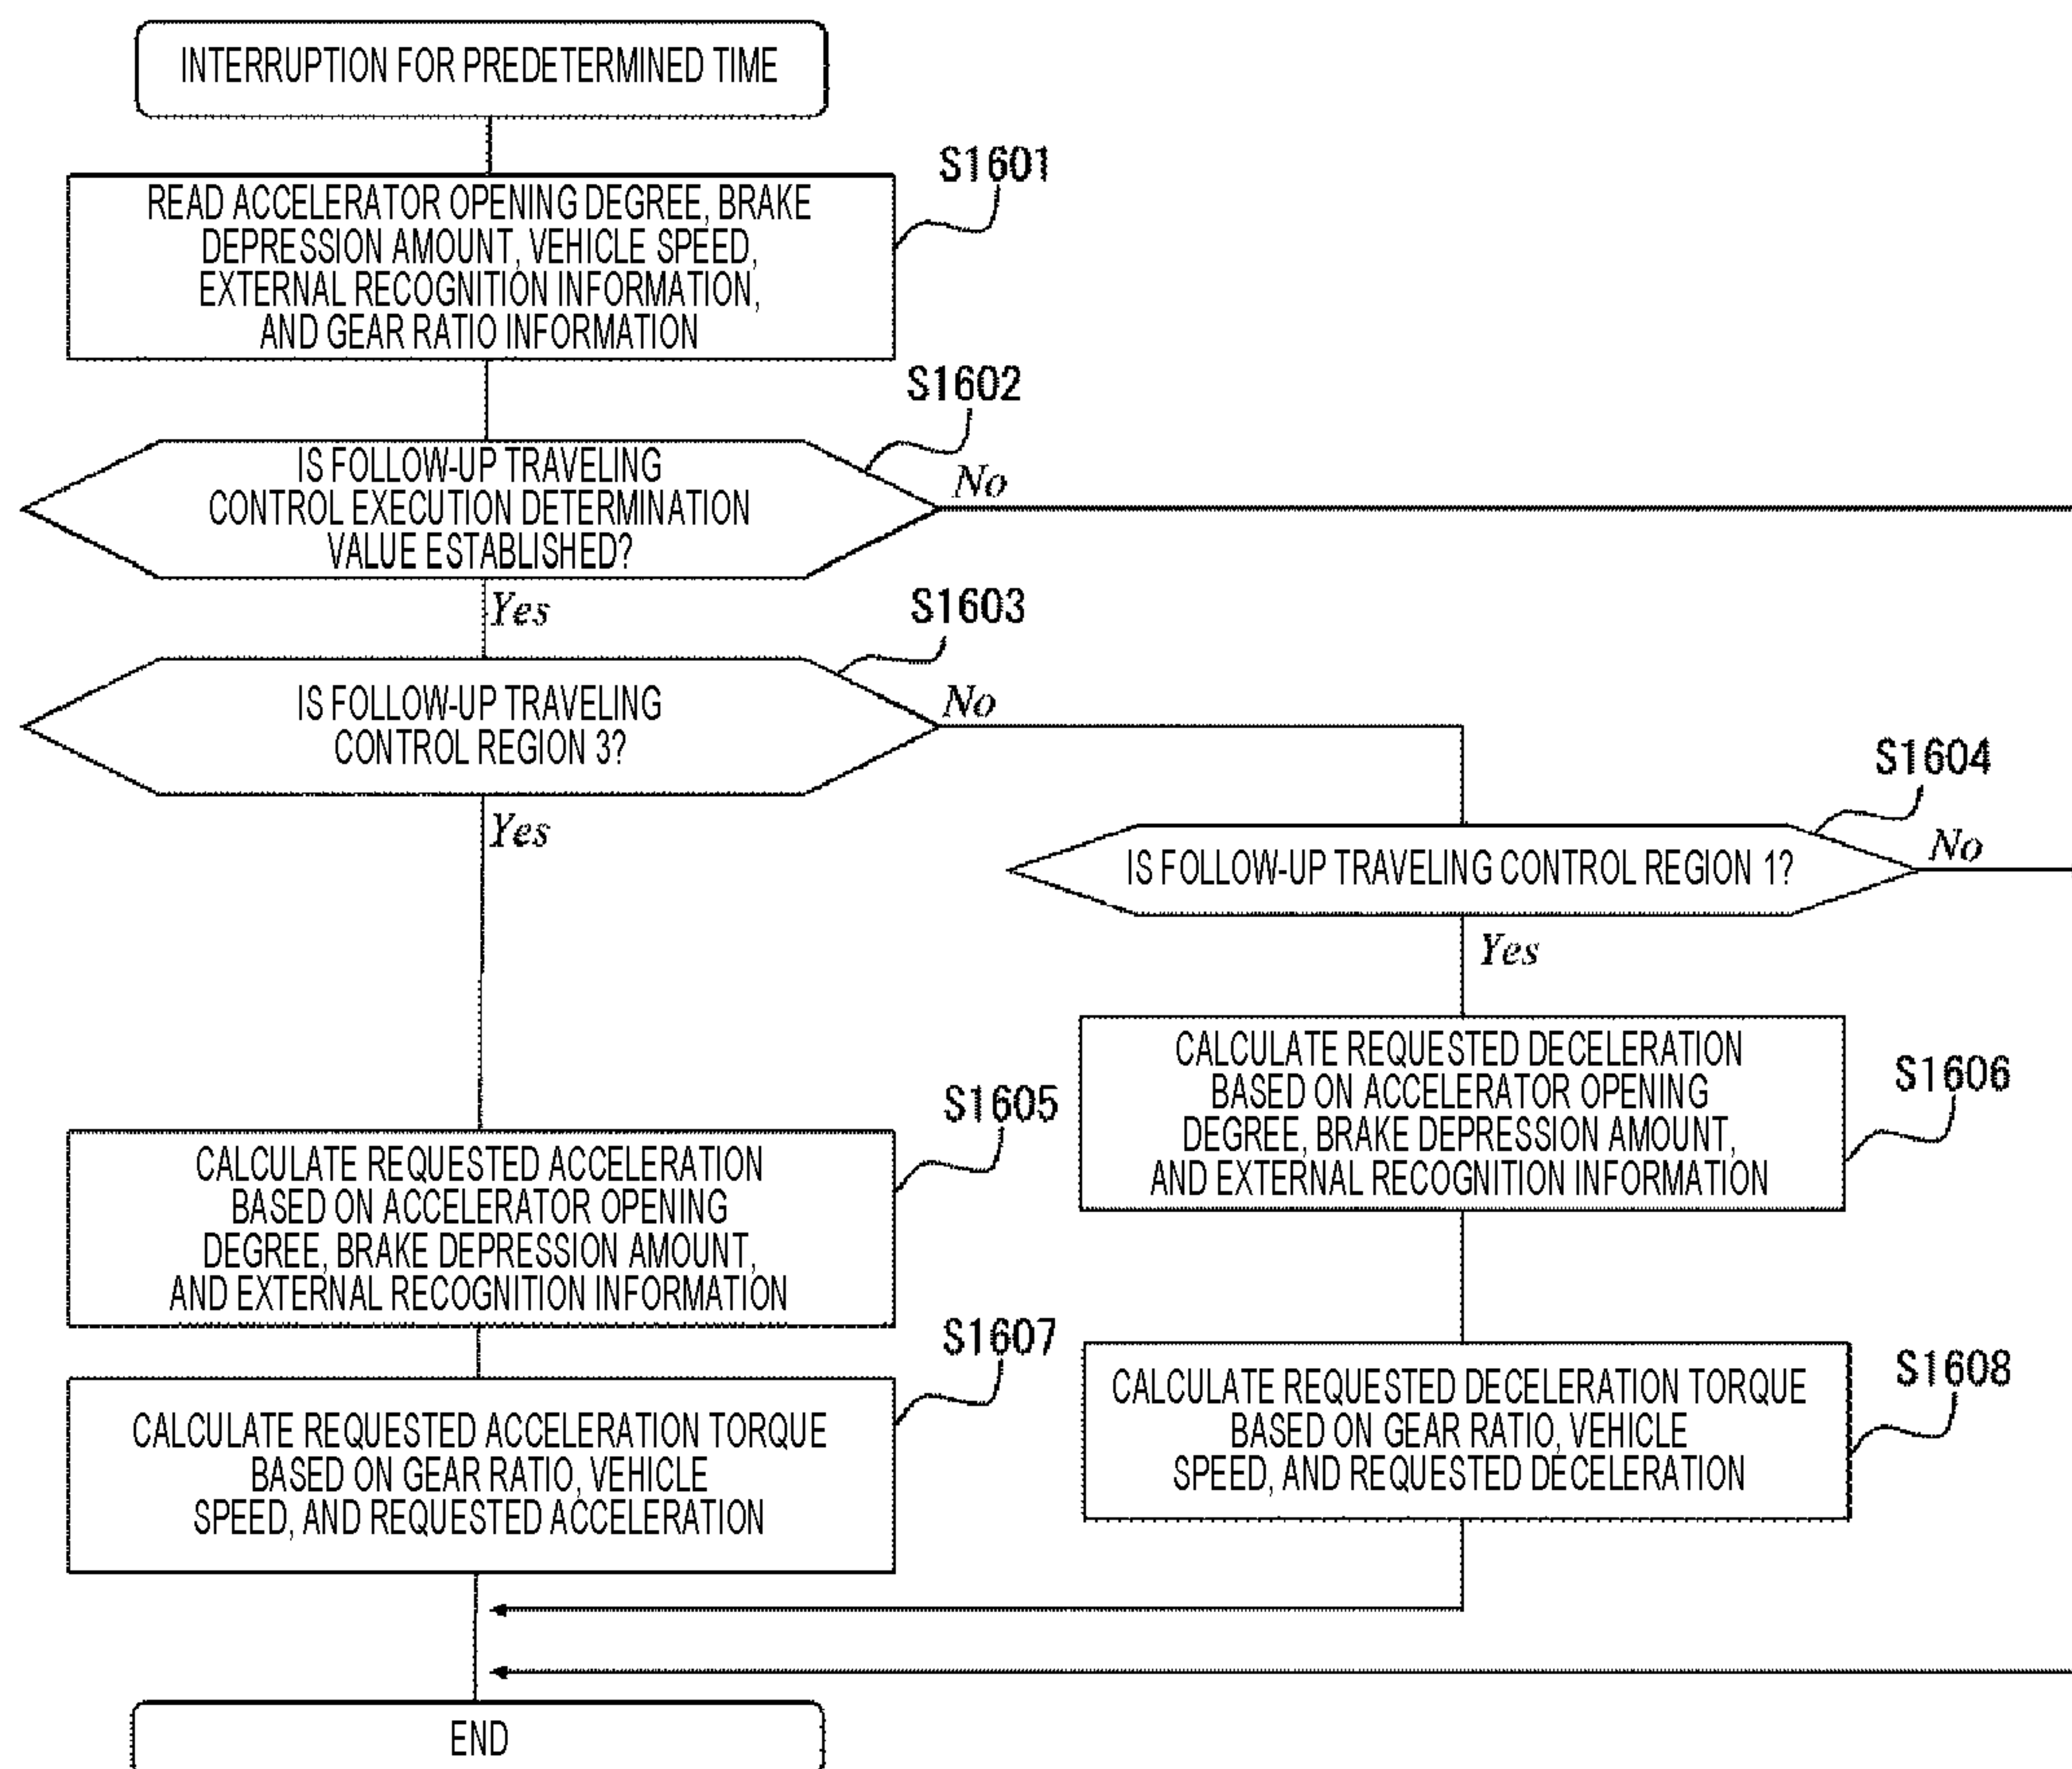 INTERRUPTION FOR PREDETERMINED TIME
S1601
READ ACCELERATOR OPENING DEGREE, BRAKE
DEPRESSION AMOUNT, VEHICLE SPEED,
EXTERNAL RECOGNITION INFORMATION,
AND GEAR RATIO INFORMATION
S1602
IS FOLLOW-UP TRAVELING
CONTROL EXECUTION DETERMINATION
VALUE ESTABLISHED?
No
Yes
S1603
IS FOLLOW-UP TRAVELING
CONTROL REGION 3?
No
Yes
S1604
IS FOLLOW-UP TRAVELING CONTROL REGION 1?
No
Yes
S1605
CALCULATE REQUESTED ACCELERATION
BASED ON ACCELERATOR OPENING
DEGREE, BRAKE DEPRESSION AMOUNT,
AND EXTERNAL RECOGNITION INFORMATION
S1606
CALCULATE REQUESTED DECELERATION
BASED ON ACCELERATOR OPENING
DEGREE, BRAKE DEPRESSION AMOUNT,
AND EXTERNAL RECOGNITION INFORMATION
S1607
CALCULATE REQUESTED ACCELERATION TORQUE
BASED ON GEAR RATIO, VEHICLE
SPEED, AND REQUESTED ACCELERATION
S1608
CALCULATE REQUESTED DECELERATION TORQUE
BASED ON GEAR RATIO, VEHICLE
SPEED, AND REQUESTED DECELERATION
END